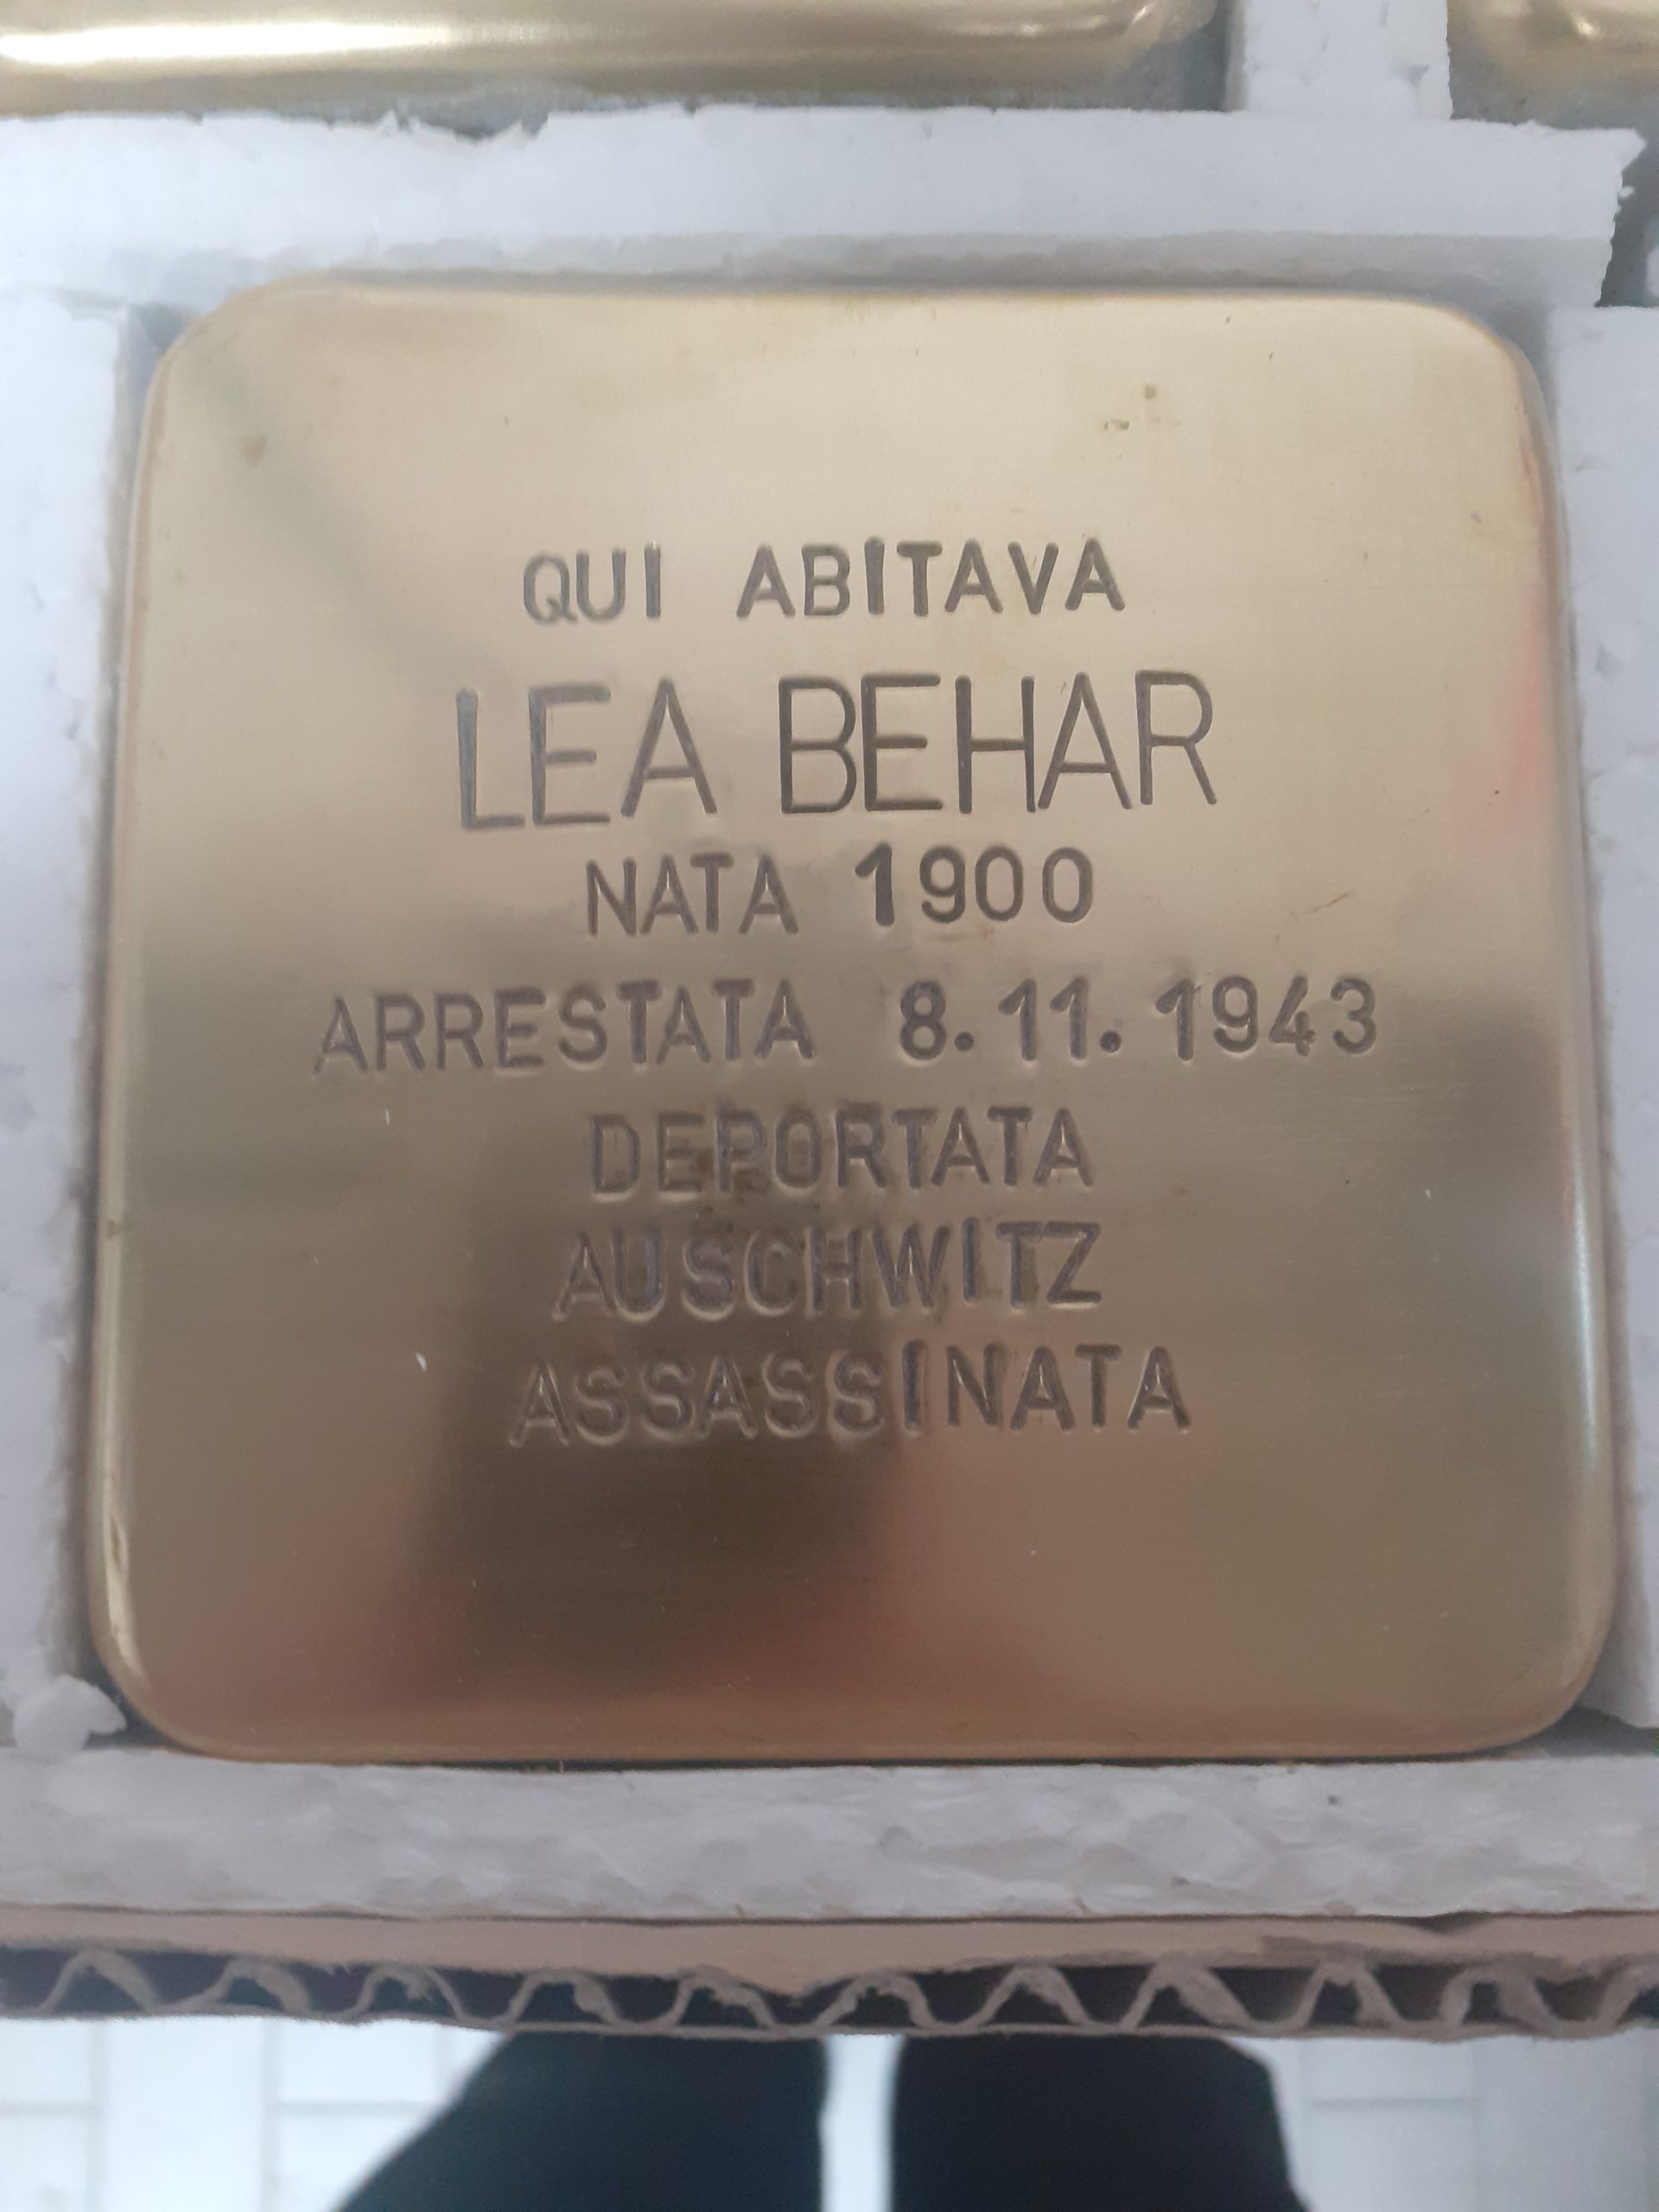 QUI ABITAVA
LEA BEHAR
NATA 1900
ARRESTATA 8.11.1943
DEPORTATA
AUSCHWITZ
ASSASSINATA